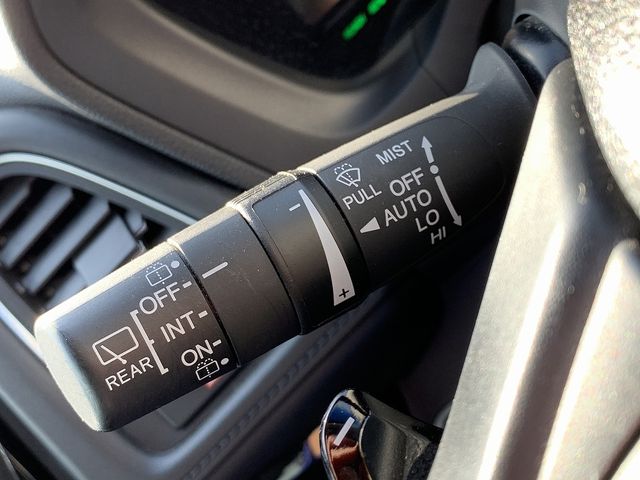 MIST
PULL
OFF
AUTO
LO
HI
-
+
OFF-
INT-
ON-
REAR